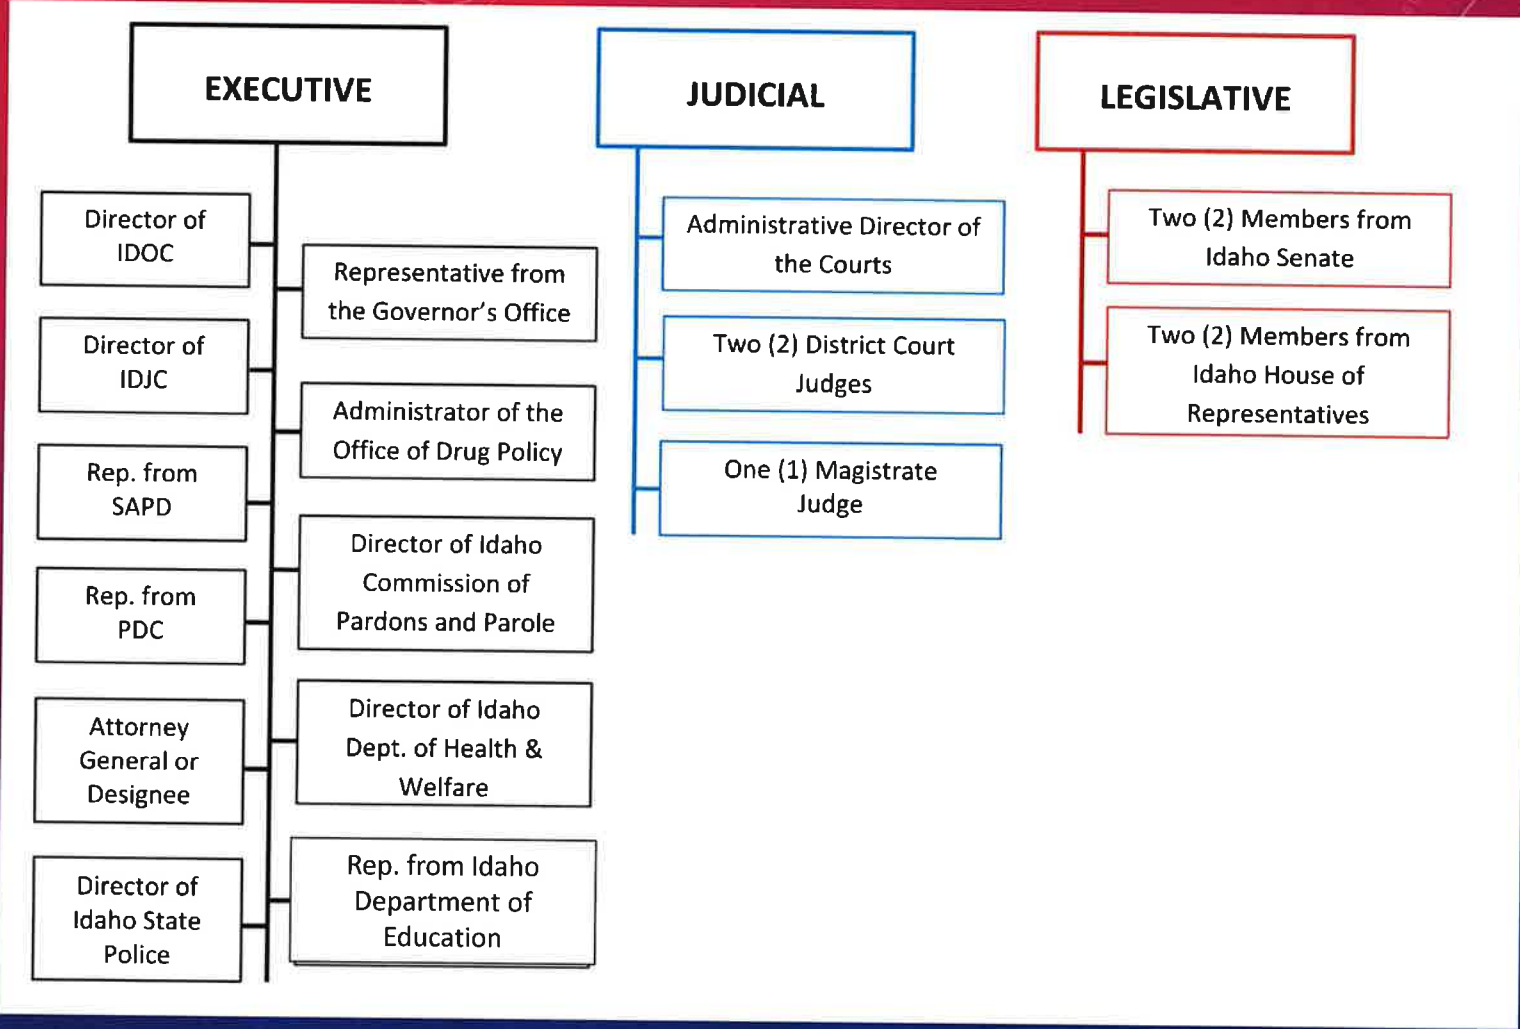 EXECUTIVE
Director of
IDOC
Director of
IDJC
Rep. from
SAPD
Rep. from
PDC
Attorney
General or
Designee
Director of
Idaho State
Police
Representative from
the Governor's Office
Administrator of the
Office of Drug Policy
Director of Idaho
Commission of
Pardons and Parole
Director of Idaho
Dept. of Health &
Welfare
Rep. from Idaho
Department of
Education
JUDICIAL
Administrative Director of
the Courts
Two (2) District Court
Judges
One (1) Magistrate
Judge
LEGISLATIVE
Two (2) Members from
Idaho Senate
Two (2) Members from
Idaho House of
Representatives